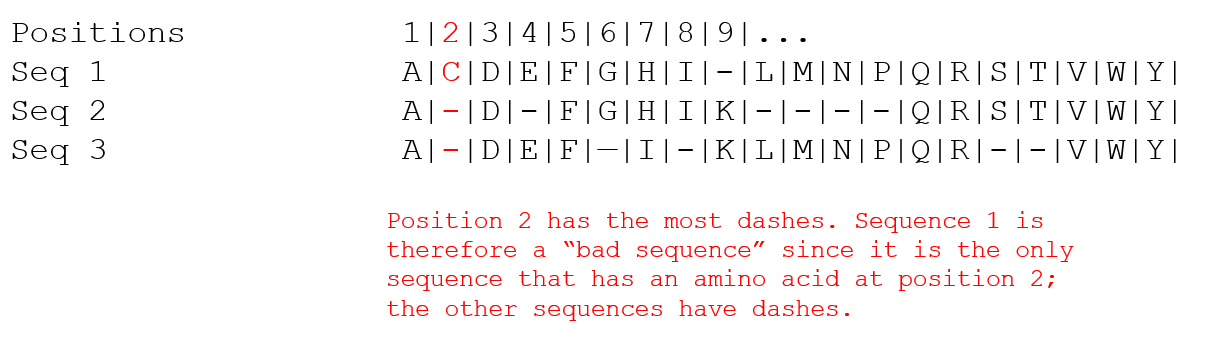 Positions 1|2|3|4|5|6|7|8|9|...
Seq 1 A|C|D|E|F|G|H|I|-|L|M|N|P|Q|R|S|T|V|W|Y|
Seq 2 A|-|D|-|F|G|H|I|K|-|-|-|-|Q|R|S|T|V|W|Y|
Seq 3 A|-|D|E|F|—|I|-|K|L|M|N|P|Q|R|-|-|V|W|Y|
Position 2 has the most dashes. Sequence 1 is
therefore a “bad sequence” since it is the only
sequence that has an amino acid at position 2;
the other sequences have dashes.